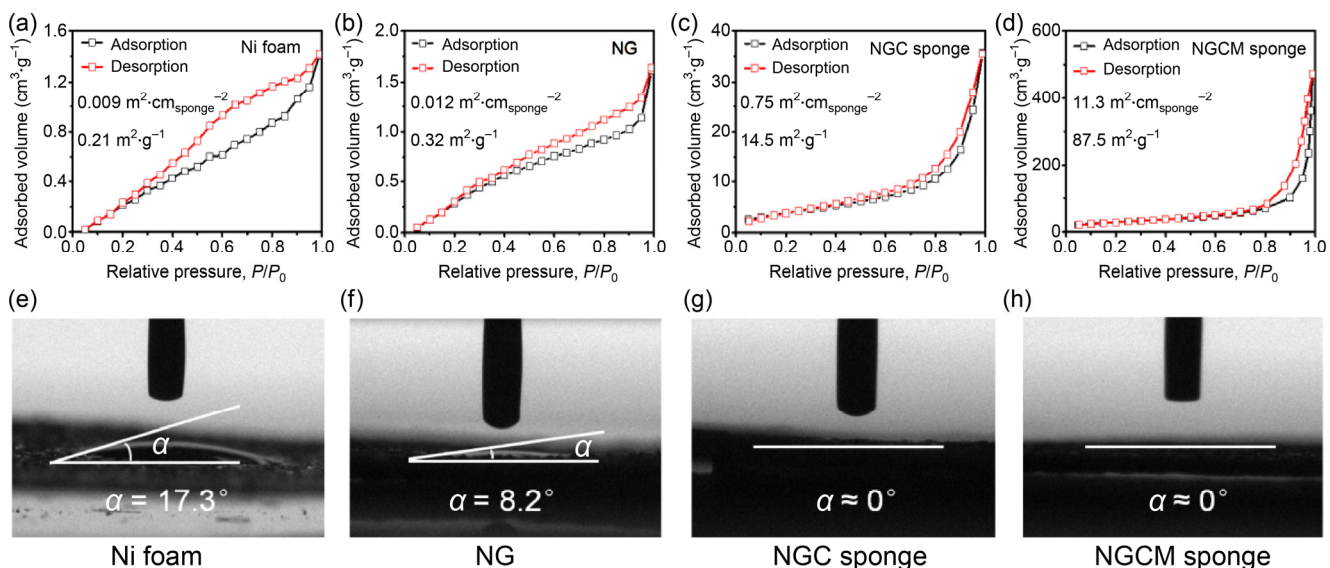 (a)
Adsorbed volume (cm³·g⁻¹)
1.6
1.2
0.8
0.4
0.0
Adsorption
Desorption
Ni foam
0.009 m²·cm_sponge⁻²
0.21 m²·g⁻¹
0.0 0.2 0.4 0.6 0.8 1.0
Relative pressure, P/P₀
(b)
Adsorbed volume (cm³·g⁻¹)
2.0
1.5
1.0
0.5
0.0
Adsorption
Desorption
NG
0.012 m²·cm_sponge⁻²
0.32 m²·g⁻¹
0.0 0.2 0.4 0.6 0.8 1.0
Relative pressure, P/P₀
(c)
Adsorbed volume (cm³·g⁻¹)
40
30
20
10
0
Adsorption
Desorption
NGC sponge
0.75 m²·cm_sponge⁻²
14.5 m²·g⁻¹
0.0 0.2 0.4 0.6 0.8 1.0
Relative pressure, P/P₀
(d)
Adsorbed volume (cm³·g⁻¹)
600
400
200
0
Adsorption
Desorption
NGCM sponge
11.3 m²·cm_sponge⁻²
87.5 m²·g⁻¹
0.0 0.2 0.4 0.6 0.8 1.0
Relative pressure, P/P₀
(e)
α
α = 17.3°
Ni foam
(f)
α
α = 8.2°
NG
(g)
α ≈ 0°
NGC sponge
(h)
α ≈ 0°
NGCM sponge